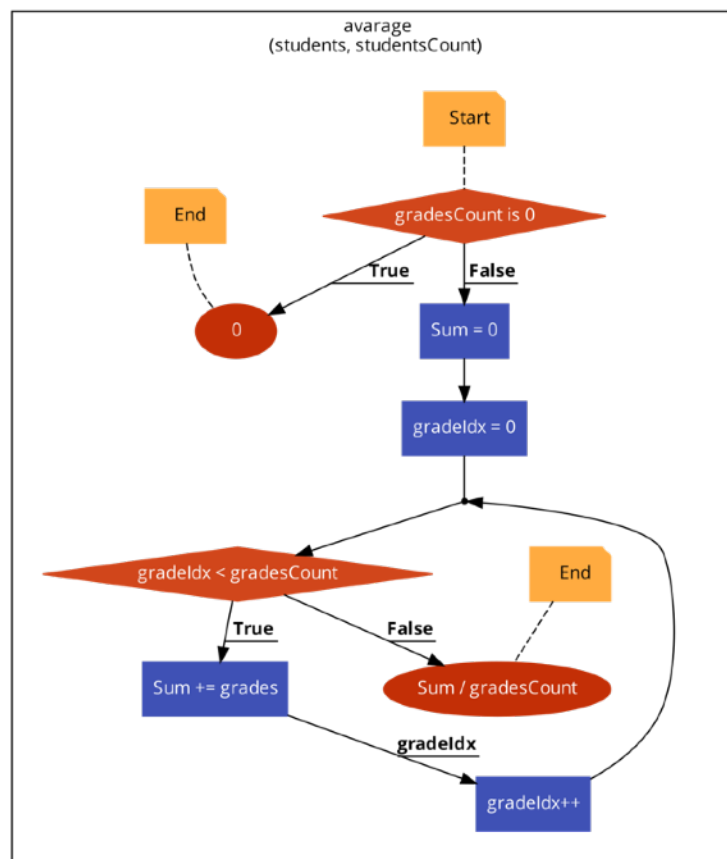 avarage
(students, studentsCount)
Start
End
gradesCount is 0
True
False
0
Sum = 0
gradeIdx = 0
gradeIdx < gradesCount
End
True
False
Sum += grades
Sum / gradesCount
gradeIdx
gradeIdx++